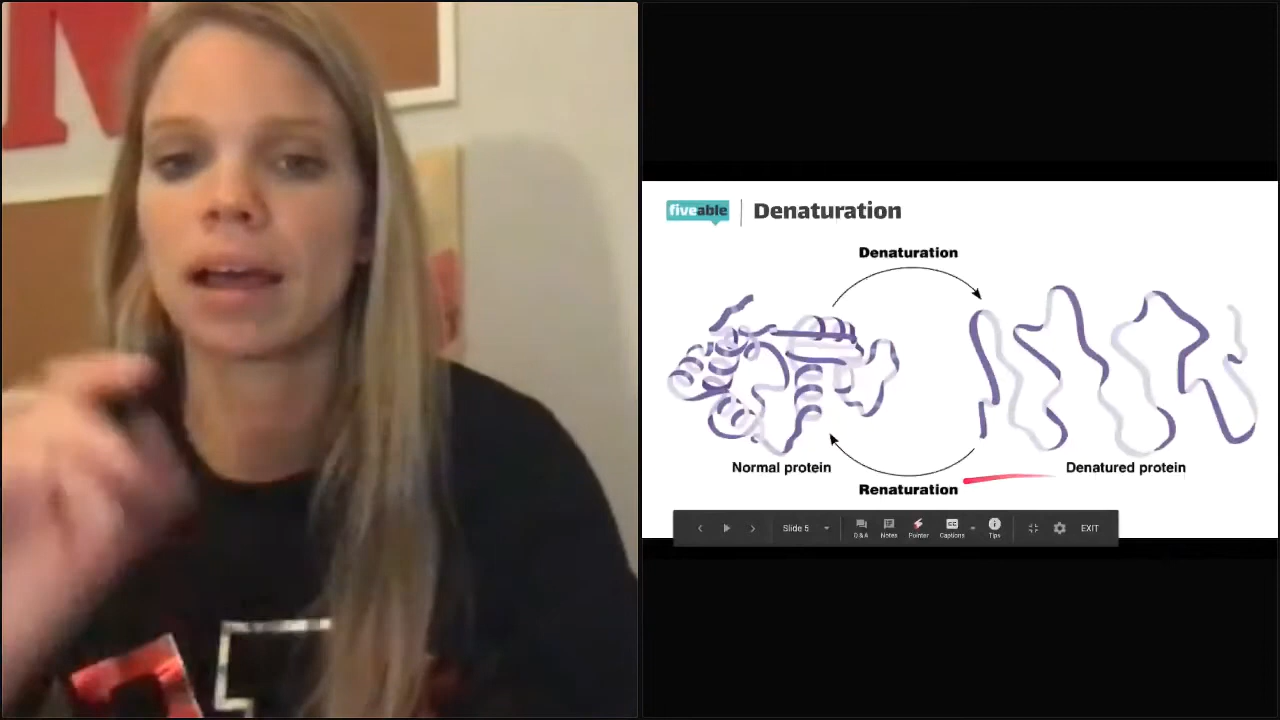 M
fiveable
Denaturation
Denaturation
Normal protein
Denatured protein
Renaturation
Slide 5
Q & A
Notes
Pointer
Captions
Tips
EXIT